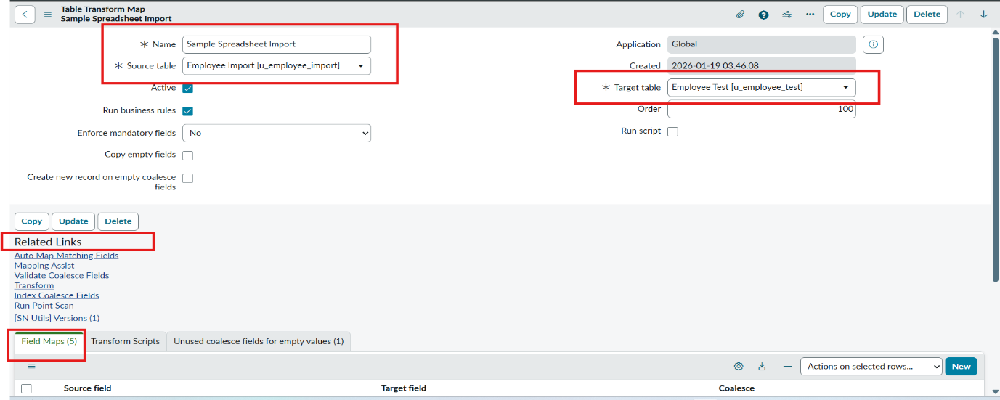 Table Transform Map
Sample Spreadsheet Import
Copy Update Delete
Name Sample Spreadsheet Import
Application Global
Source table Employee Import [u_employee_import]
Created 2026-01-19 03:46:08
Active
Target table Employee Test [u_employee_test]
Run business rules
Order 100
Enforce mandatory fields No
Run script
Copy empty fields
Create new record on empty coalesce
fields
Copy Update Delete
Related Links
Auto Map Matching Fields
Mapping Assist
Validate Coalesce Fields
Transform
Index Coalesce Fields
Run Point Scan
[SN Utils] Versions (1)
Field Maps (5) Transform Scripts Unused coalesce fields for empty values (1)
Actions on selected rows... New
Source field Target field Coalesce